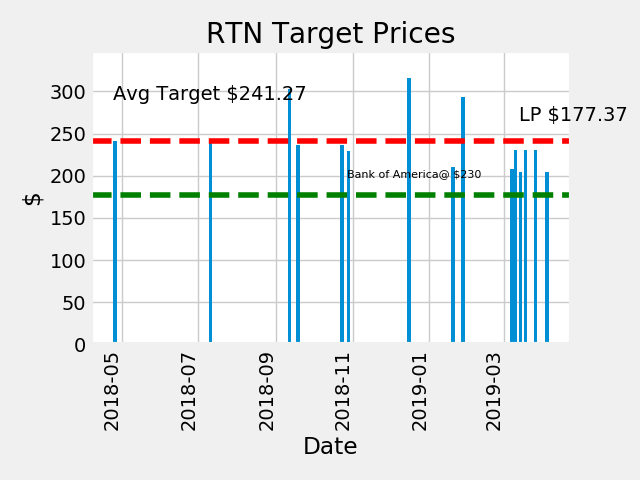 RTN Target Prices
Avg Target $241.27
LP $177.37
Bank of America@ $230
$
300
250
200
150
100
50
0
2018-05
2018-07
2018-09
2018-11
2019-01
2019-03
Date